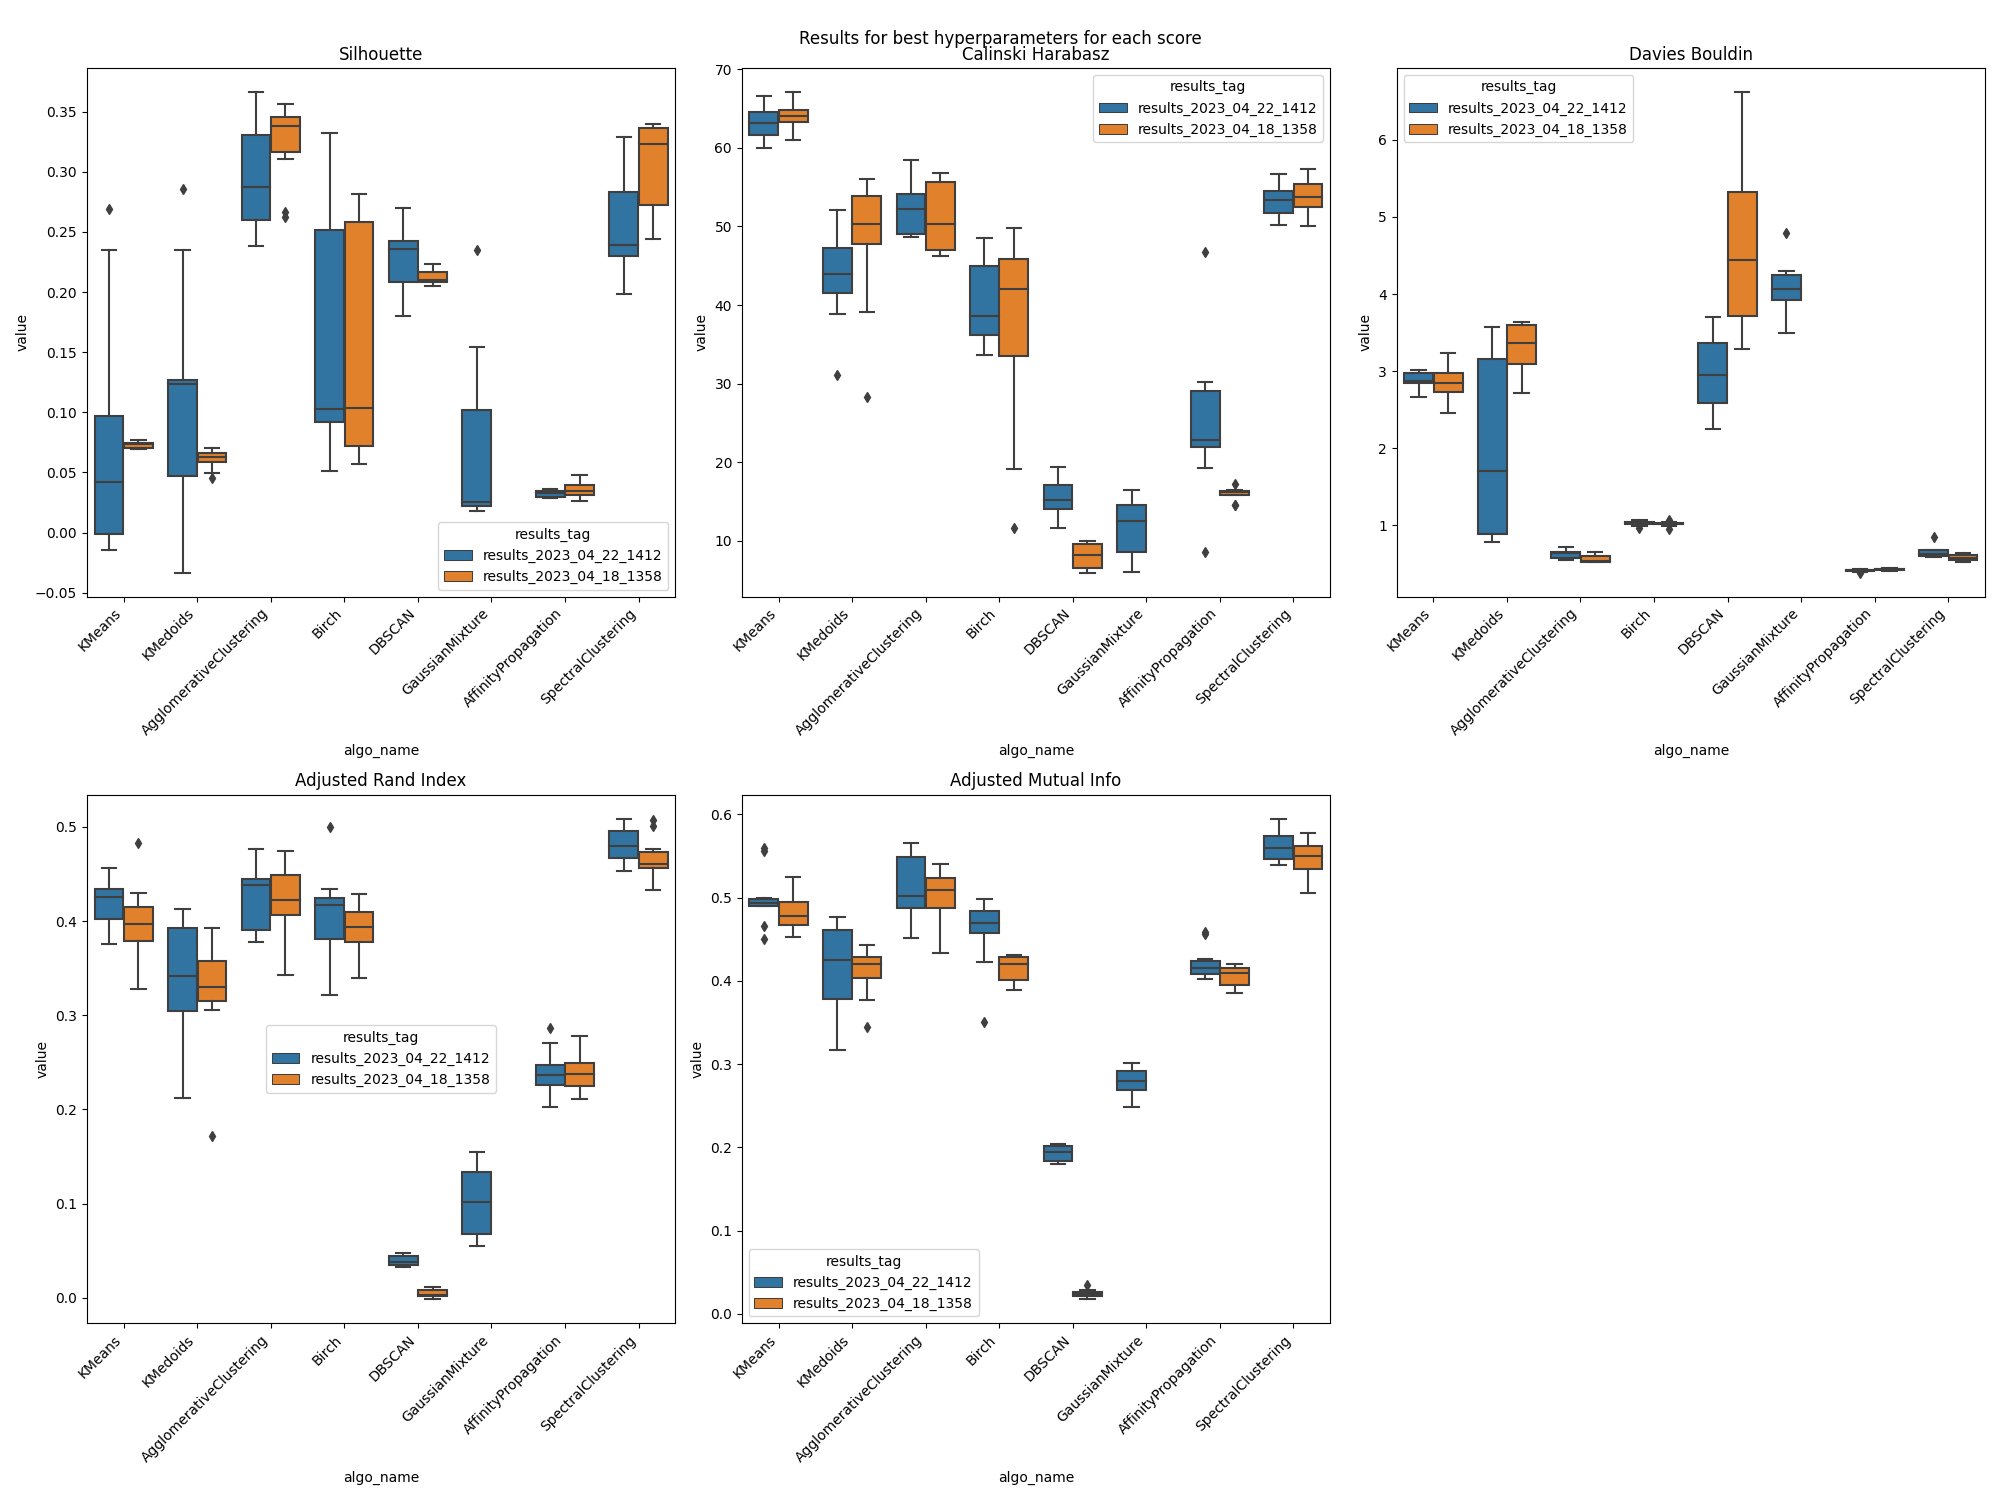 Results for best hyperparameters for each score
Silhouette
Calinski Harabasz
Davies Bouldin
value
0.35
0.30
0.25
0.20
0.15
0.10
0.05
0.00
−0.05
results_tag
results_2023_04_22_1412
results_2023_04_18_1358
KMeans
KMedoids
AgglomerativeClustering
Birch
DBSCAN
GaussianMixture
AffinityPropagation
SpectralClustering
algo_name
value
70
60
50
40
30
20
10
results_tag
results_2023_04_22_1412
results_2023_04_18_1358
KMeans
KMedoids
AgglomerativeClustering
Birch
DBSCAN
GaussianMixture
AffinityPropagation
SpectralClustering
algo_name
value
6
5
4
3
2
1
results_tag
results_2023_04_22_1412
results_2023_04_18_1358
KMeans
KMedoids
AgglomerativeClustering
Birch
DBSCAN
GaussianMixture
AffinityPropagation
SpectralClustering
algo_name
Adjusted Rand Index
value
0.5
0.4
0.3
0.2
0.1
0.0
results_tag
results_2023_04_22_1412
results_2023_04_18_1358
KMeans
KMedoids
AgglomerativeClustering
Birch
DBSCAN
GaussianMixture
AffinityPropagation
SpectralClustering
algo_name
Adjusted Mutual Info
value
0.6
0.5
0.4
0.3
0.2
0.1
0.0
results_tag
results_2023_04_22_1412
results_2023_04_18_1358
KMeans
KMedoids
AgglomerativeClustering
Birch
DBSCAN
GaussianMixture
AffinityPropagation
SpectralClustering
algo_name